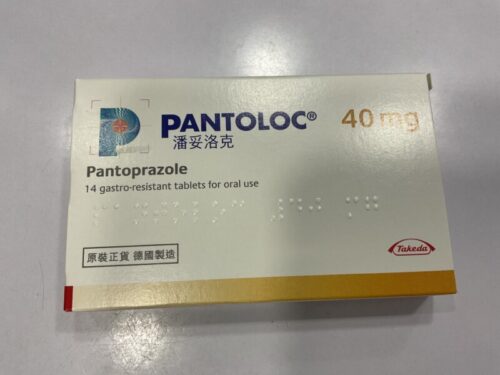 PANTOLOC® 40 mg
潘妥洛克
Pantoprazole
14 gastro-resistant tablets for oral use
原裝正貨 德國製造
Takeda